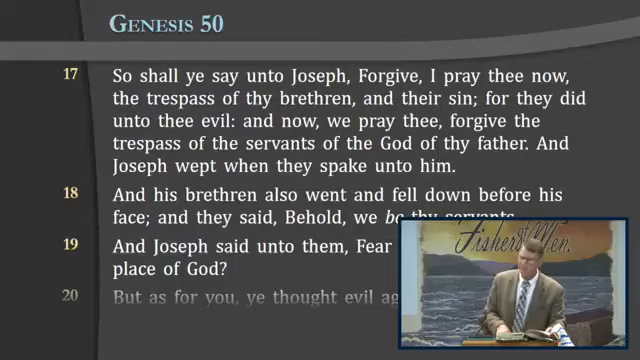 GENESIS 50
17 So shall ye say unto Joseph, Forgive, I pray thee now,
the trespass of thy brethren, and their sin; for they did
unto thee evil: and now, we pray thee, forgive the
trespass of the servants of the God of thy father. And
Joseph wept when they spake unto him.
18 And his brethren also went and fell down before his
face; and they said, Behold, we be thy servants.
19 And Joseph said unto them, Fear
place of God?
20 But as for you, ye thought evil
Fishers of Men.